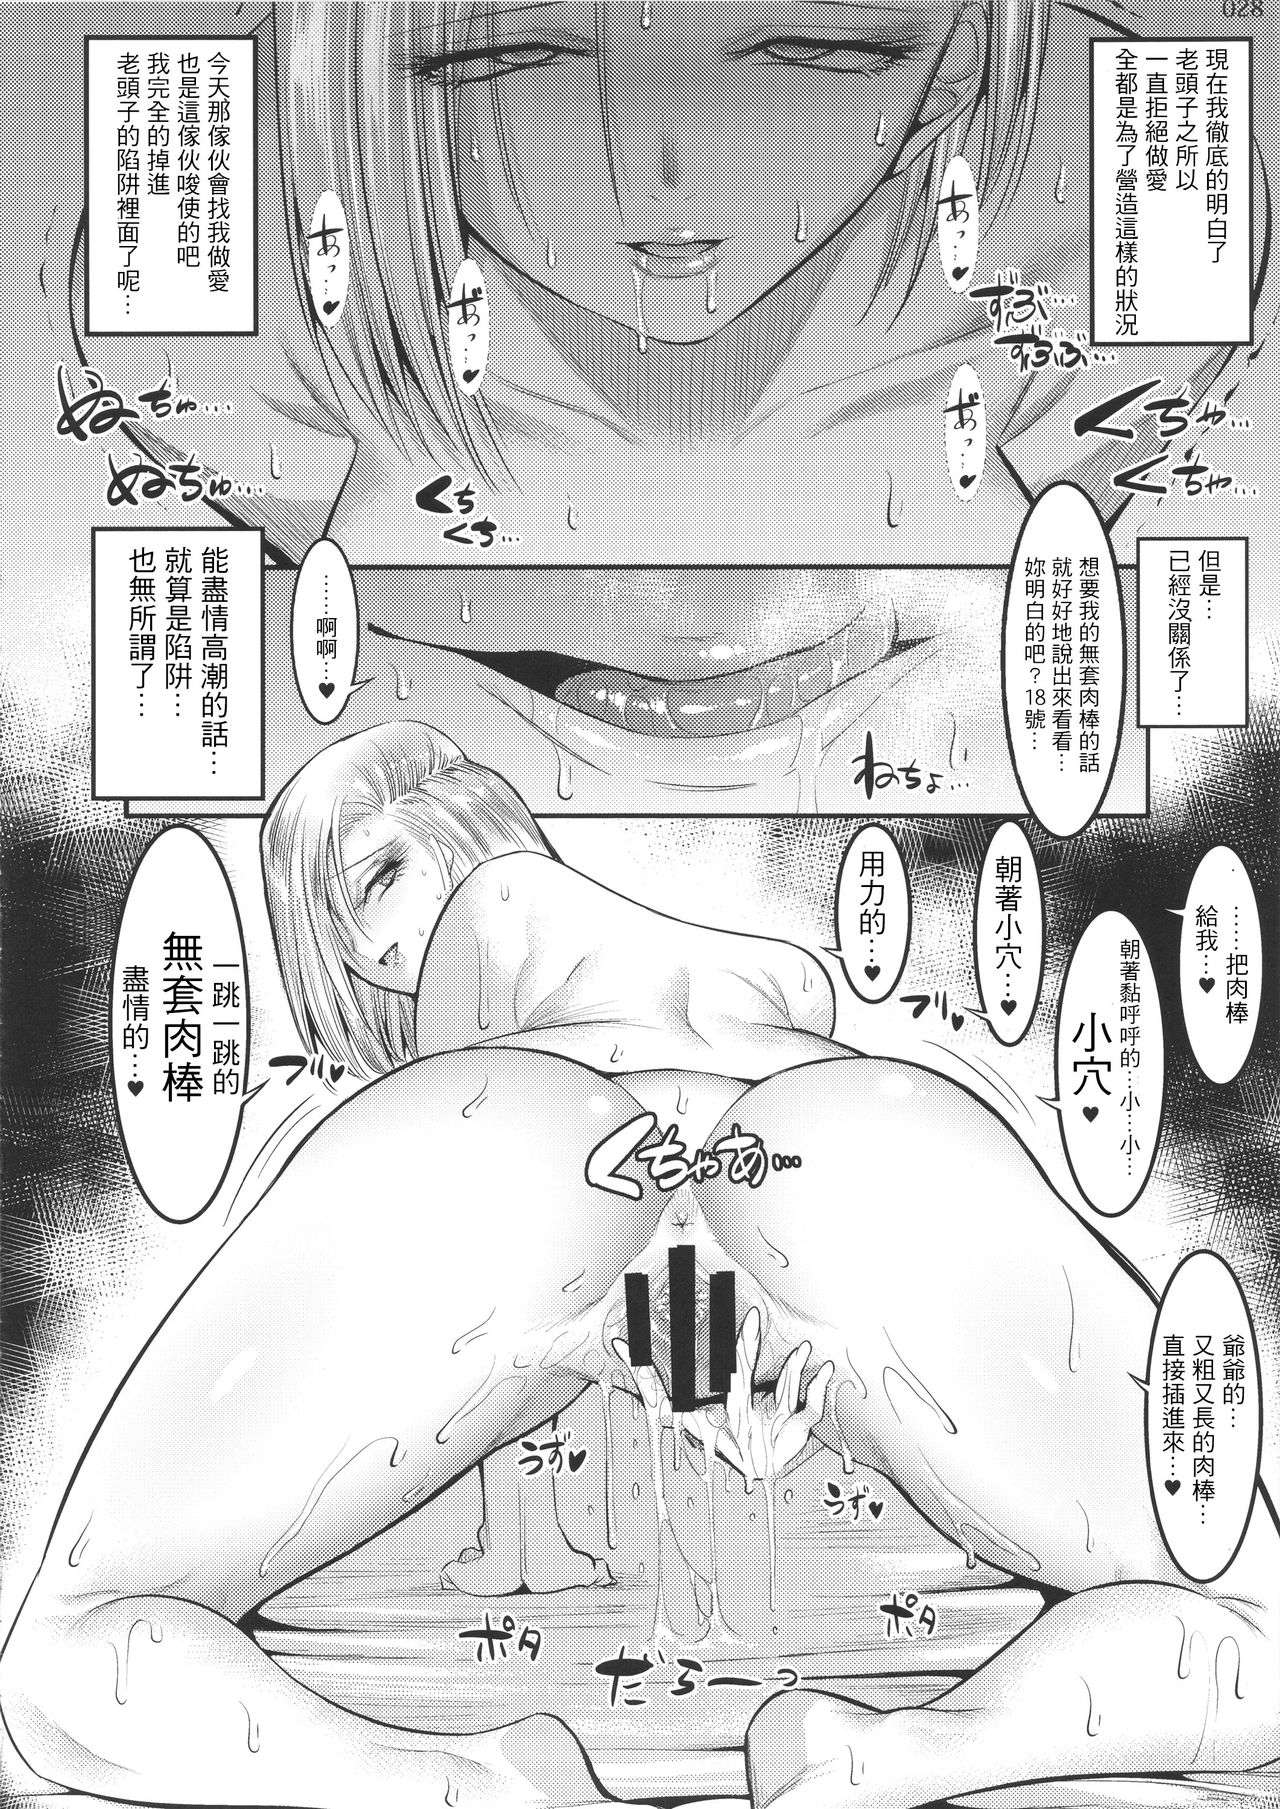 028
現在我徹底的明白了
老頭子之所以
一直拒絕做愛
全都是為了營造這樣的狀況
今天那傢伙會找我做愛
也是這傢伙唆使的吧
我完全的掉進
老頭子的陷阱裡面了呢…
あっ…♥
あっ…♥
あ゛っ…♥
あ゛っ…♥
ずぶ…
ずぶぶ…
ぬちゅ…
ぬちゅ…
くちゃ…
くちゃ…
くち
くち…
但是…
已經沒關係了…
想要我的無套肉棒的話
就好好地說出來看看…
妳明白的吧？18號…
ねちょ…
……啊啊…♥
能盡情高潮的話…
就算是陷阱…
也無所謂了…
……把肉棒
給我…♥
朝著黏呼呼的…小…小…
小穴♥
朝著小穴…♥
用力的…♥
ブッ♥
ブッ♥
一跳一跳的
無套肉棒
盡情的…♥
くちゃあ…
爺爺的…
又粗又長的肉棒…
直接插進來…♥
うず♥
うず♥
ポタ
ポタ
だらーっ